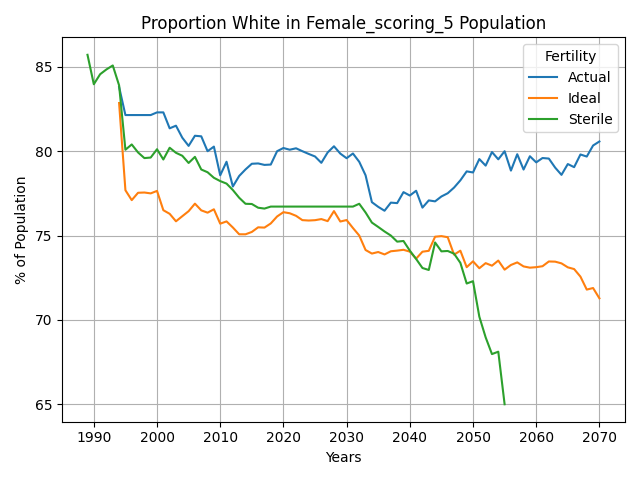 Proportion White in Female_scoring_5 Population
Fertility
Actual
Ideal
Sterile
% of Population
85
80
75
70
65
1990 2000 2010 2020 2030 2040 2050 2060 2070
Years